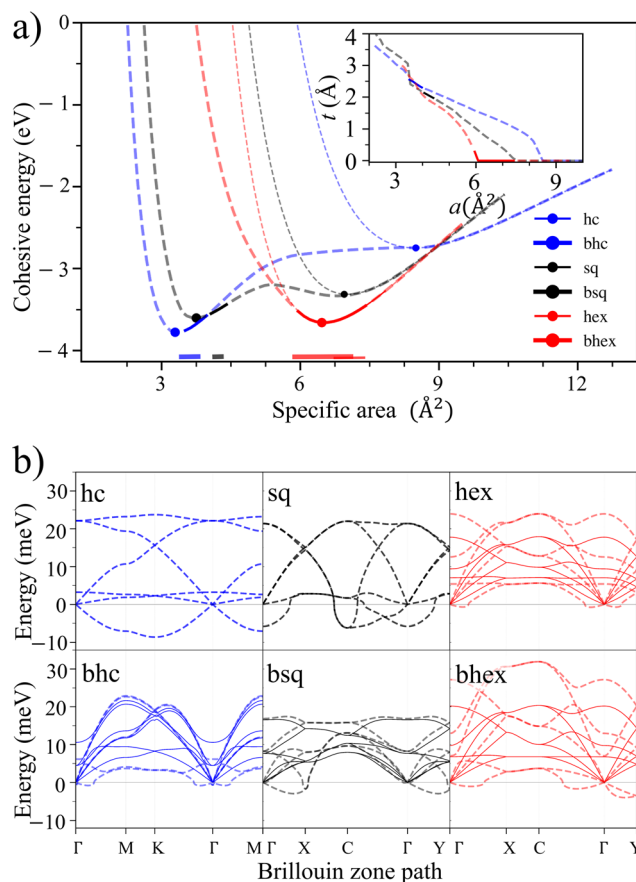 a)
0
−1
−2
−3
−4
Cohesive energy (eV)
3 6 9 12
Specific area (Å²)
4
3
2
1
0
t (Å)
3 6 9
a(Å²)
hc
bhc
sq
bsq
hex
bhex
b)
30
20
10
0
−10
Energy (meV)
hc
sq
hex
30
20
10
0
−10
Energy (meV)
bhc
bsq
bhex
Γ M K Γ M Γ X C Γ Y Γ X C Γ Y
Brillouin zone path